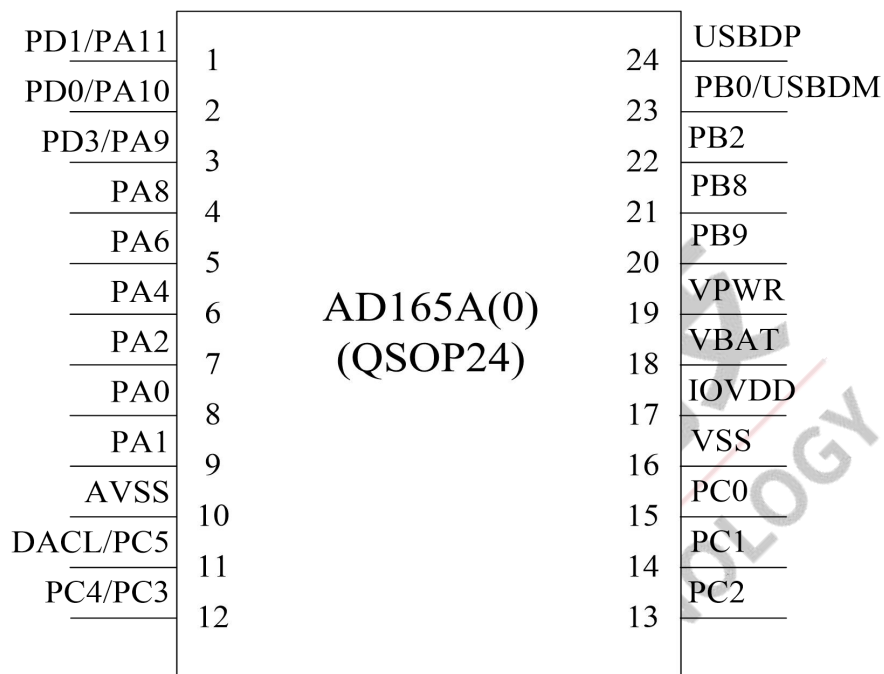 PD1/PA11 1 24 USBDP
PD0/PA10 2 23 PB0/USBDM
PD3/PA9 3 22 PB2
PA8 4 21 PB8
PA6 5 20 PB9
PA4 6 19 VPWR
PA2 7 18 VBAT
PA0 8 17 IOVDD
PA1 9 16 VSS
AVSS 10 15 PC0
DACL/PC5 11 14 PC1
PC4/PC3 12 13 PC2
AD165A(0)
(QSOP24)